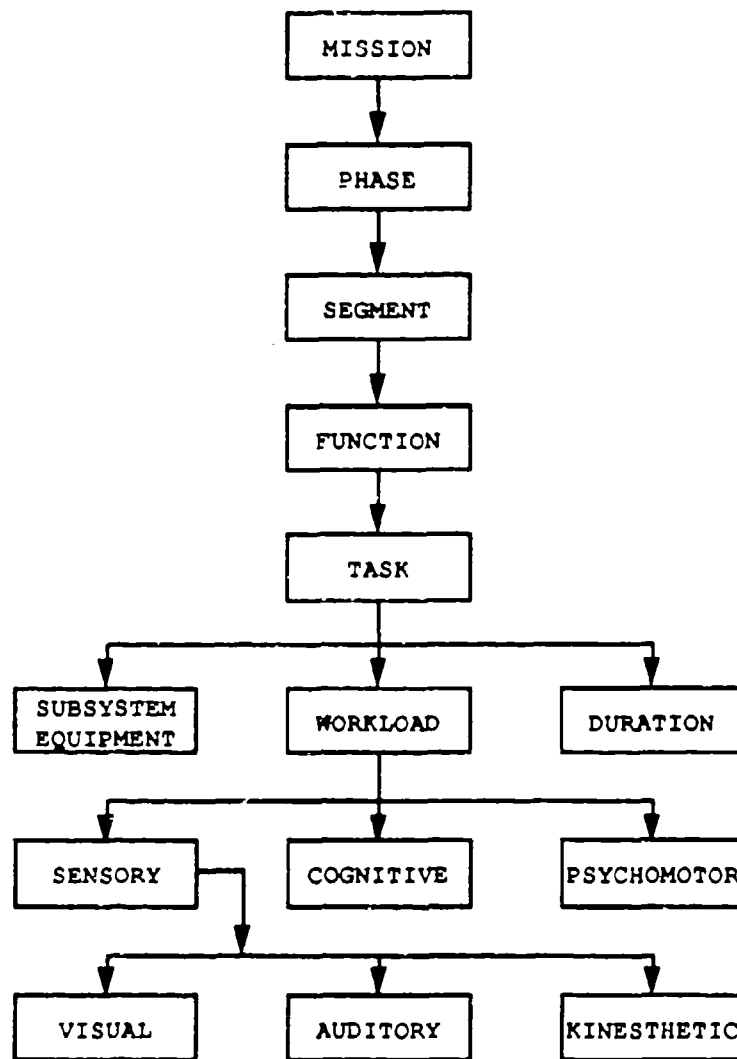 MISSION
PHASE
SEGMENT
FUNCTION
TASK
SUBSYSTEM
EQUIPMENT
WORKLOAD
DURATION
SENSORY
COGNITIVE
PSYCHOMOTOR
VISUAL
AUDITORY
KINESTHETIC